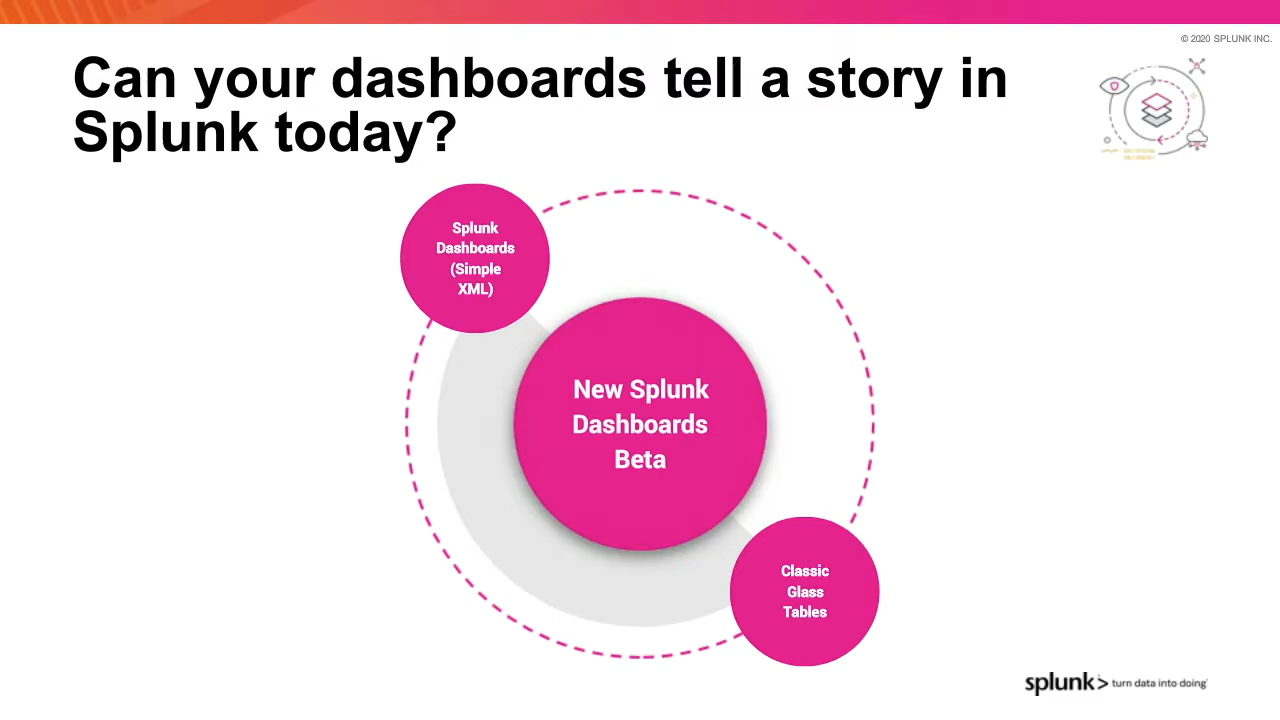 © 2020 SPLUNK INC.
Can your dashboards tell a story in
Splunk today?
Splunk
Dashboards
(Simple
XML)
New Splunk
Dashboards
Beta
Classic
Glass
Tables
splunk> turn data into doing